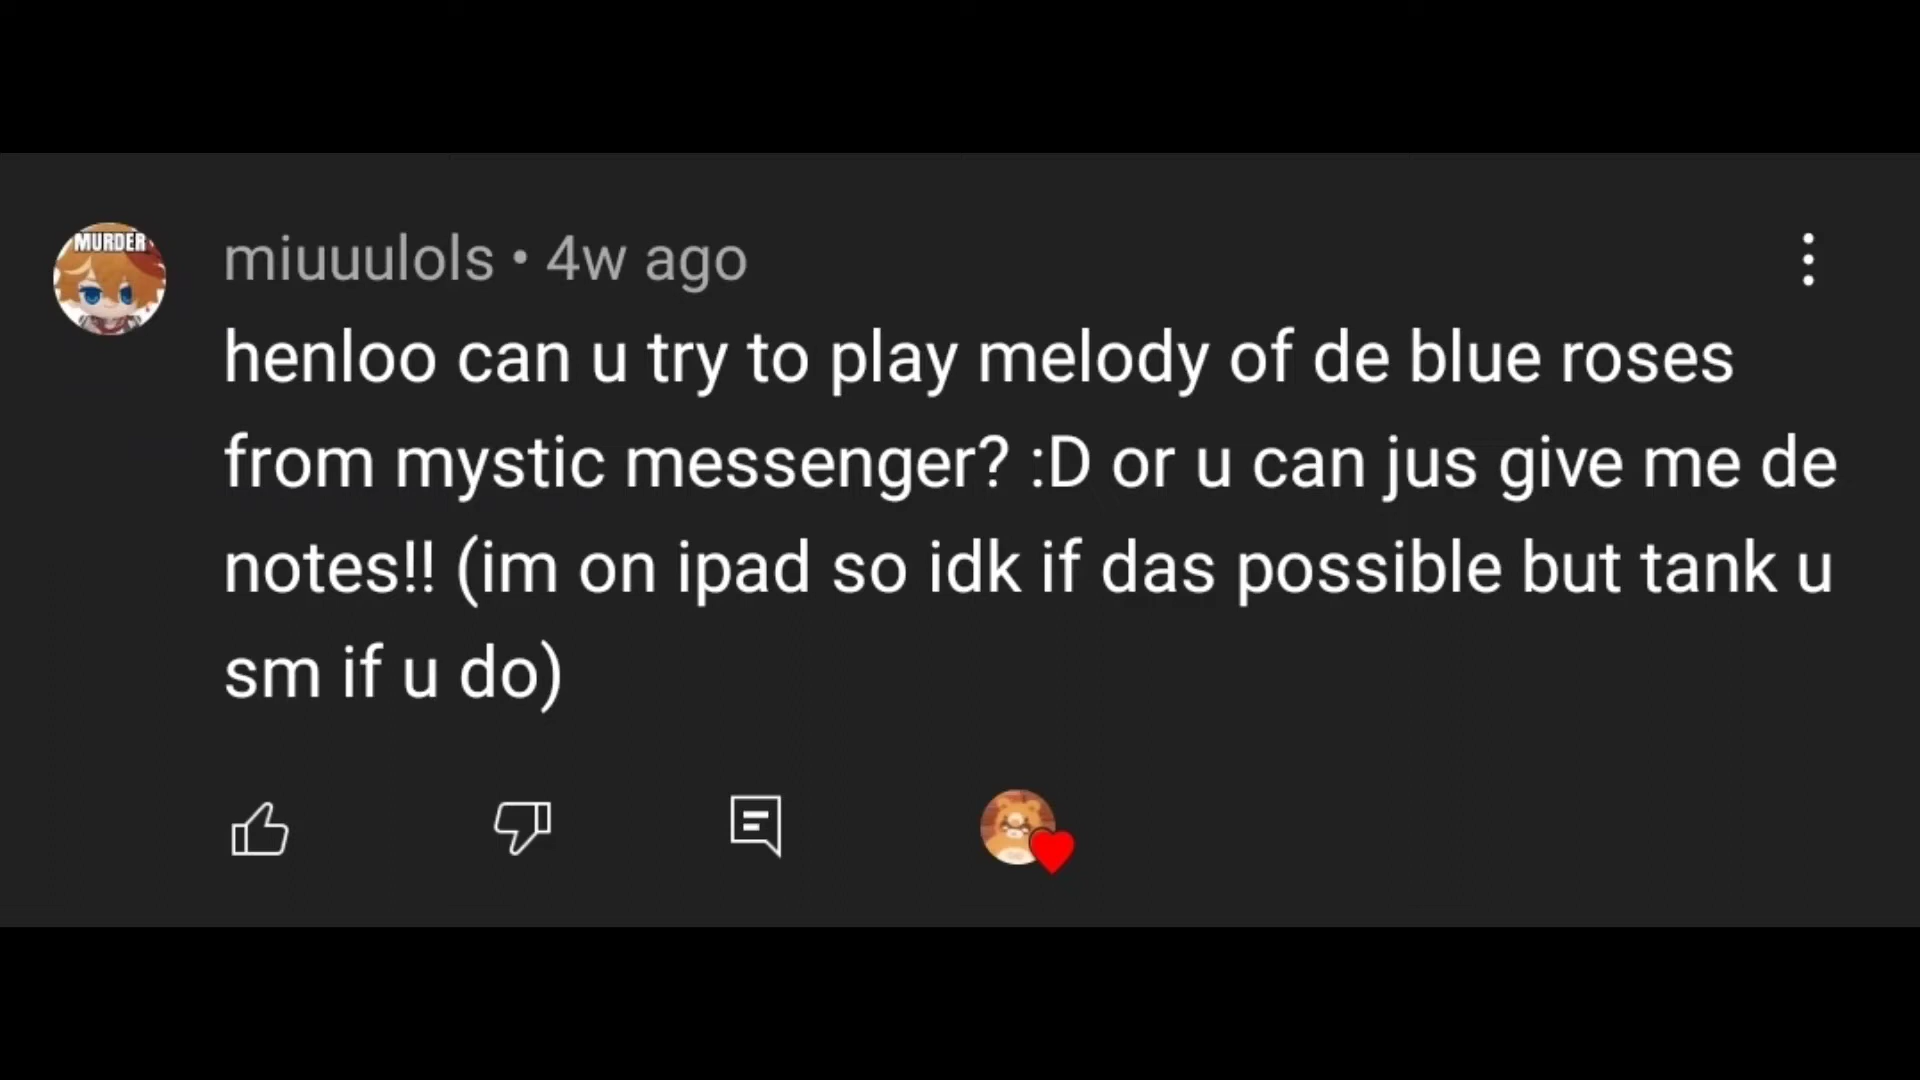 MURDER
miuuulols • 4w ago
henloo can u try to play melody of de blue roses
from mystic messenger? :D or u can jus give me de
notes!! (im on ipad so idk if das possible but tank u
sm if u do)